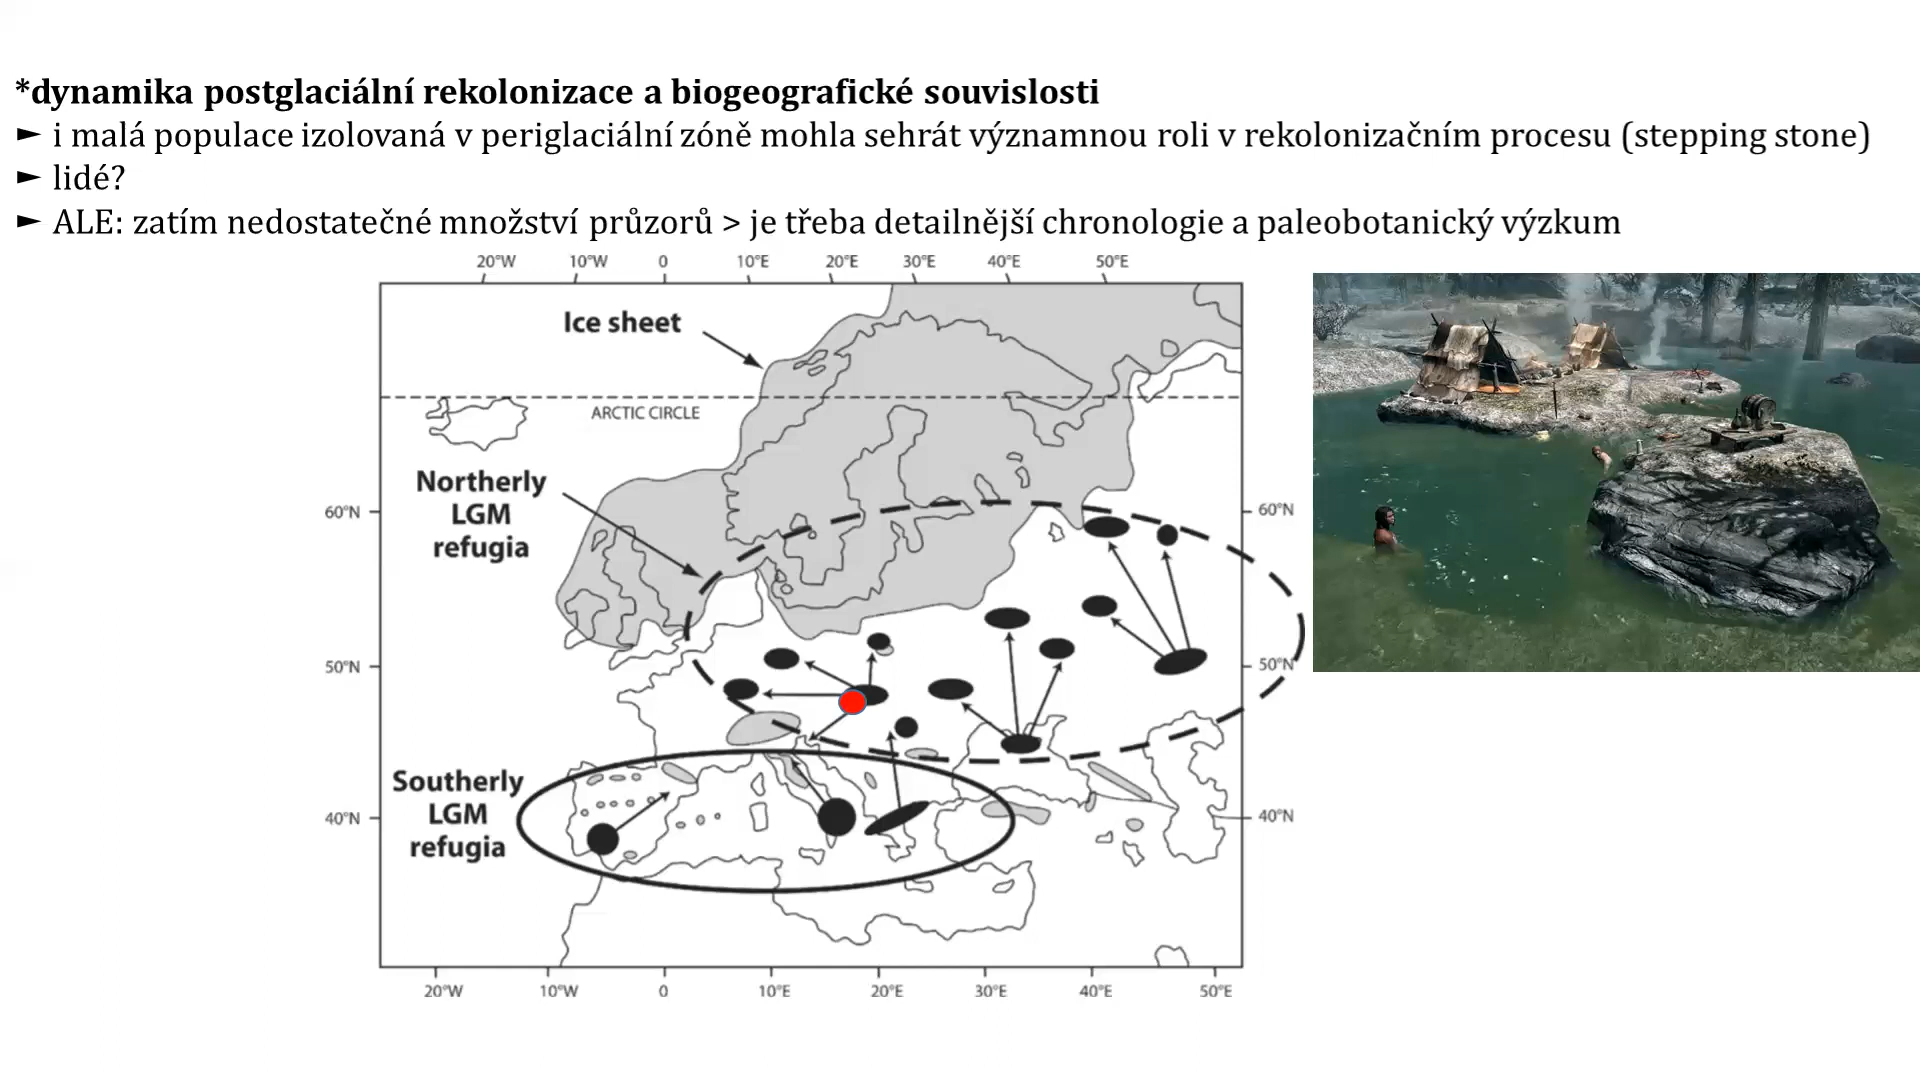 *dynamika postglaciální rekolonizace a biogeografické souvislosti
► i malá populace izolovaná v periglaciální zóně mohla sehrát významnou roli v rekolonizačním procesu (stepping stone)
► lidé?
► ALE: zatím nedostatečné množství průzorů > je třeba detailnější chronologie a paleobotanický výzkum
20°W 10°W 0 10°E 20°E 30°E 40°E 50°E
Ice sheet
ARCTIC CIRCLE
Northerly
LGM
refugia
60°N 60°N
50°N 50°N
Southerly
LGM
refugia
40°N 40°N
20°W 10°W 0 10°E 20°E 30°E 40°E 50°E